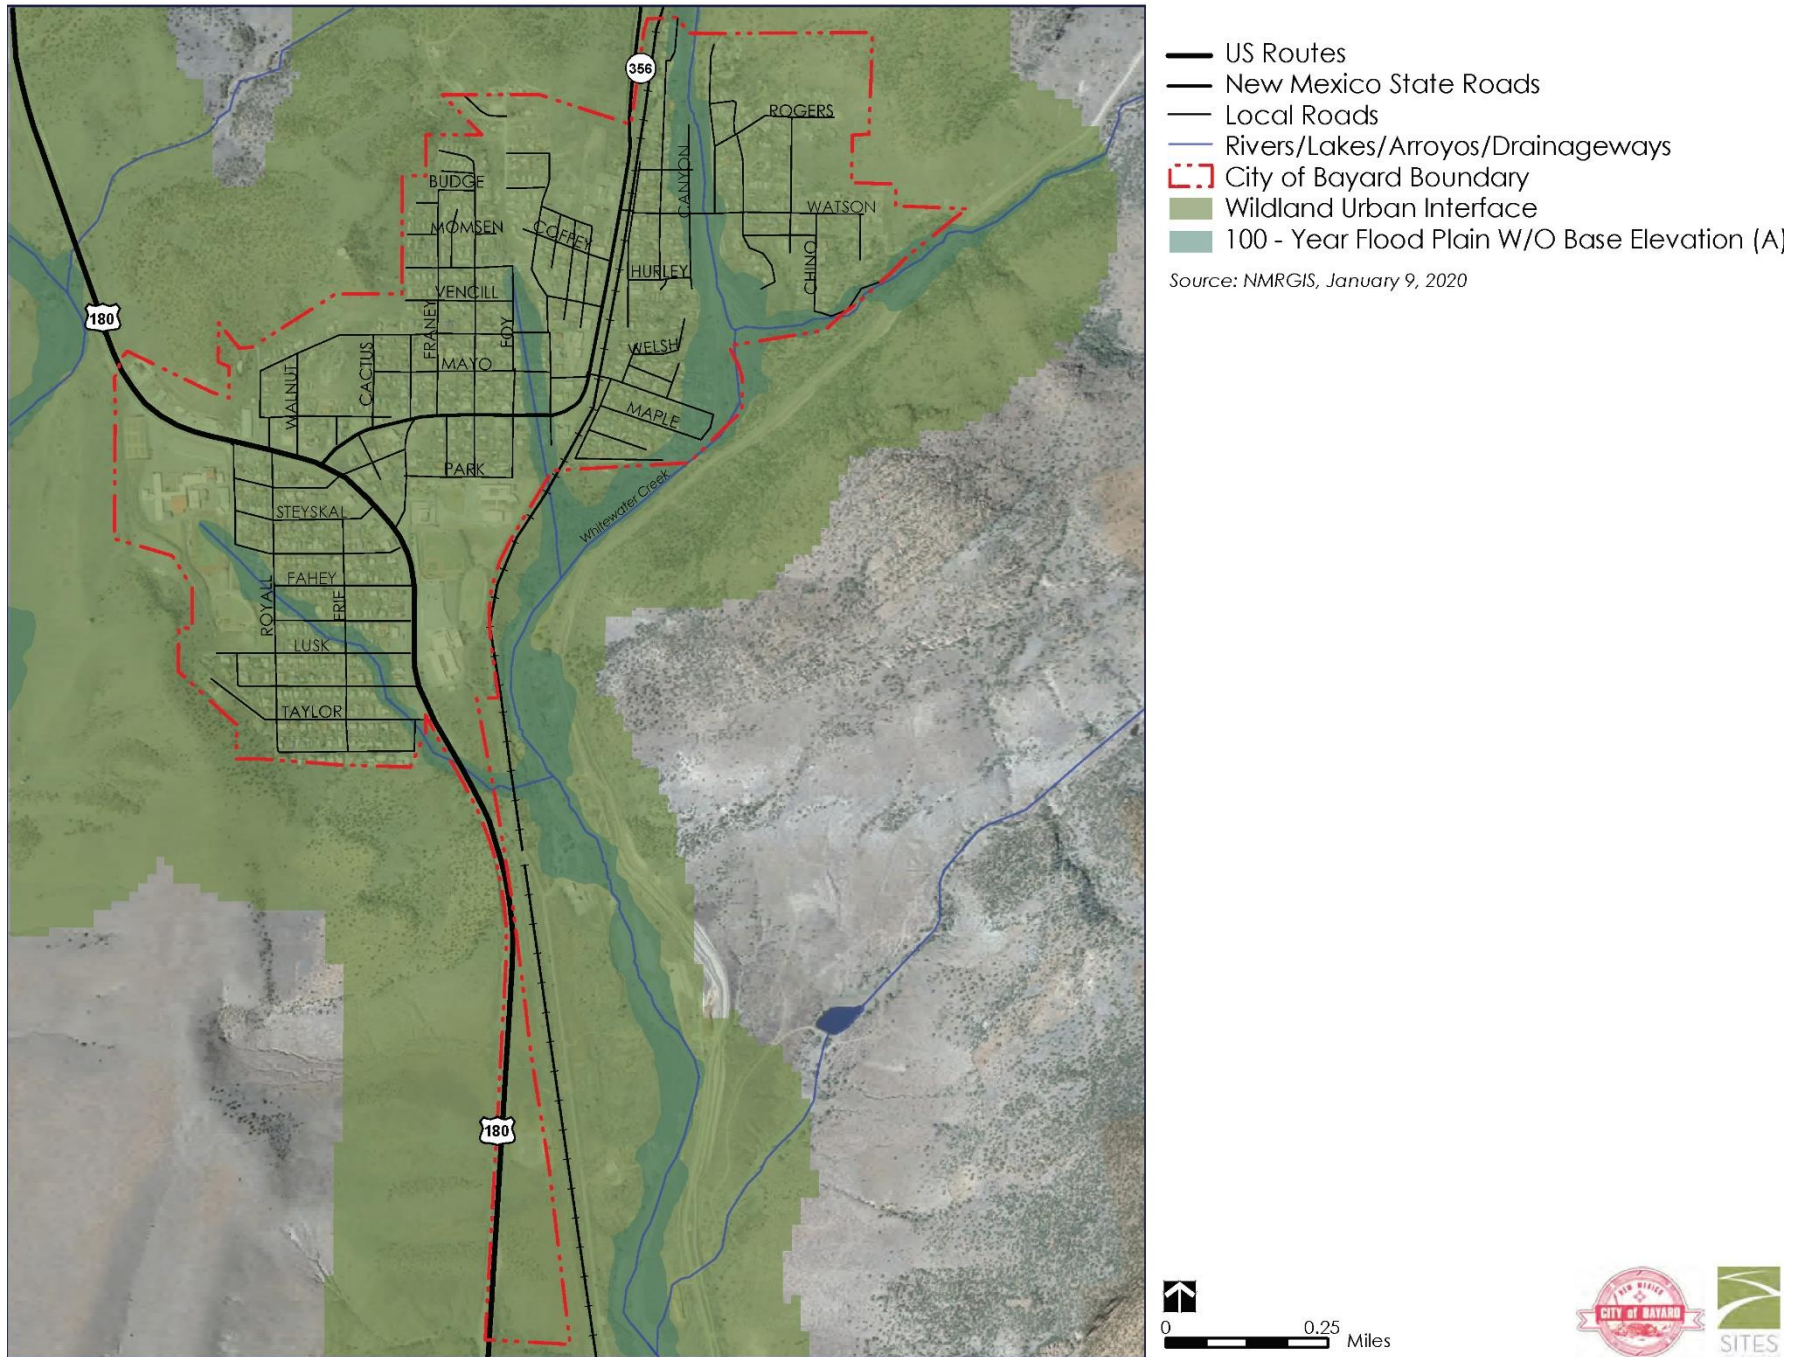 US Routes
New Mexico State Roads
Local Roads
Rivers/Lakes/Arroyos/Drainageways
City of Bayard Boundary
Wildland Urban Interface
100 - Year Flood Plain W/O Base Elevation (A)
Source: NMRGIS, January 9, 2020
356
ROGERS
CANYON
BUDGE
WATSON
MOMSEN
COFFEY
CHINO
HURLEY
VENCILL
180
FRANEY
FOY
WELSH
CACTUS
MAYO
WALNUT
MAPLE
PARK
Whitewater Creek
STEYSKAL
FAHEY
ROYALL
ERIE
LUSK
TAYLOR
180
0 0.25 Miles
NEW MEXICO
CITY of BAYARD
SITES